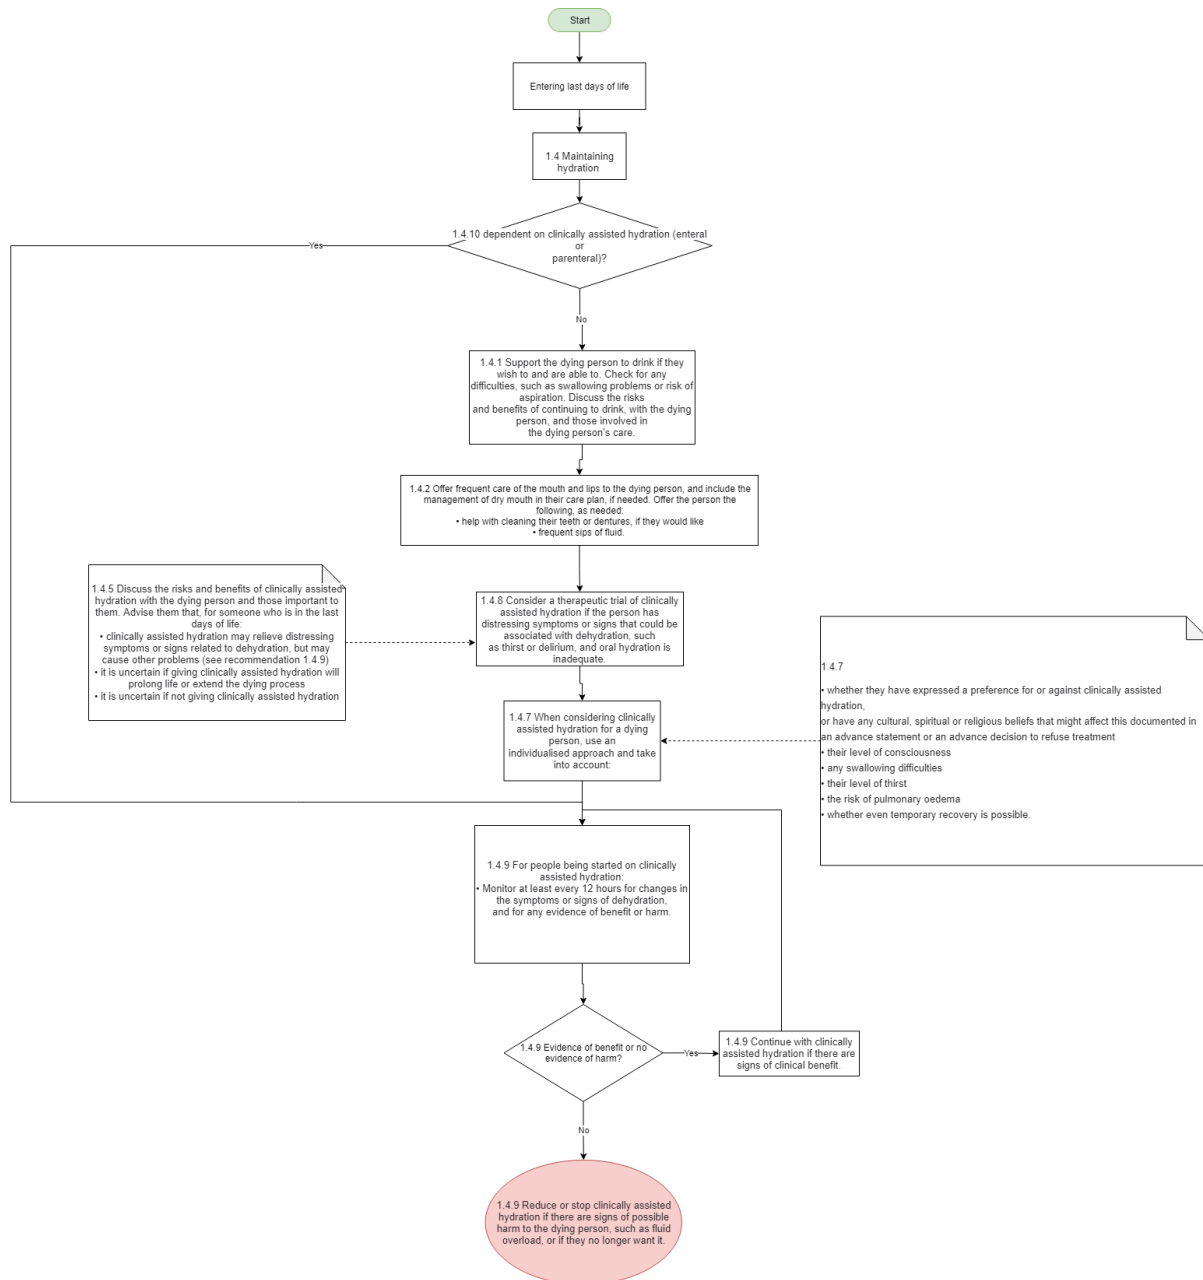 Start
Entering last days of life
1.4 Maintaining
hydration
1.4.10 dependent on clinically assisted hydration (enteral
or
parenteral)?
Yes
No
1.4.1 Support the dying person to drink if they
wish to and are able to. Check for any
difficulties, such as swallowing problems or risk of
aspiration. Discuss the risks
and benefits of continuing to drink, with the dying
person, and those involved in
the dying person's care.
1.4.2 Offer frequent care of the mouth and lips to the dying person, and include the
management of dry mouth in their care plan, if needed. Offer the person the
following, as needed:
• help with cleaning their teeth or dentures, if they would like
• frequent sips of fluid.
1.4.5 Discuss the risks and benefits of clinically assisted
hydration with the dying person and those important to
them. Advise them that, for someone who is in the last
days of life:
• clinically assisted hydration may relieve distressing
symptoms or signs related to dehydration, but may
cause other problems (see recommendation 1.4.9)
• it is uncertain if giving clinically assisted hydration will
prolong life or extend the dying process
• it is uncertain if not giving clinically assisted hydration
1.4.8 Consider a therapeutic trial of clinically
assisted hydration if the person has
distressing symptoms or signs that could be
associated with dehydration, such
as thirst or delirium, and oral hydration is
inadequate.
1.4.7 When considering clinically
assisted hydration for a dying
person, use an
individualised approach and take
into account:
1.4.7
• whether they have expressed a preference for or against clinically assisted
hydration,
or have any cultural, spiritual or religious beliefs that might affect this documented in
an advance statement or an advance decision to refuse treatment
• their level of consciousness
• any swallowing difficulties
• their level of thirst
• the risk of pulmonary oedema
• whether even temporary recovery is possible.
1.4.9 For people being started on clinically
assisted hydration:
• Monitor at least every 12 hours for changes in
the symptoms or signs of dehydration,
and for any evidence of benefit or harm.
1.4.9 Evidence of benefit or no
evidence of harm?
Yes
1.4.9 Continue with clinically
assisted hydration if there are
signs of clinical benefit.
No
1.4.9 Reduce or stop clinically assisted
hydration if there are signs of possible
harm to the dying person, such as fluid
overload, or if they no longer want it.